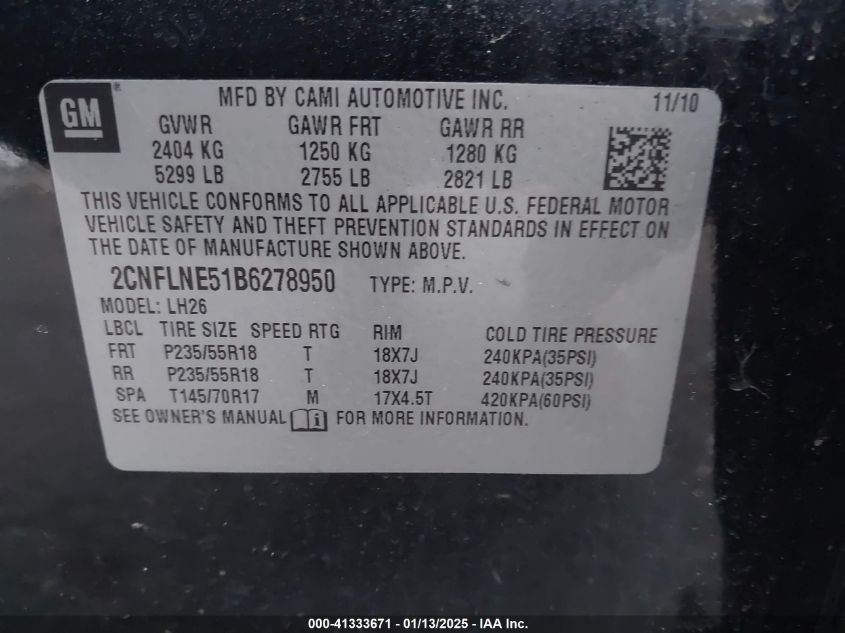 GM ® MFD BY CAMI AUTOMOTIVE INC. 11/10
GVWR GAWR FRT GAWR RR
2404 KG 1250 KG 1280 KG
5299 LB 2755 LB 2821 LB
THIS VEHICLE CONFORMS TO ALL APPLICABLE U.S. FEDERAL MOTOR
VEHICLE SAFETY AND THEFT PREVENTION STANDARDS IN EFFECT ON
THE DATE OF MANUFACTURE SHOWN ABOVE.
2CNFLNE51B6278950 TYPE: M.P.V.
MODEL: LH26
LBCL TIRE SIZE SPEED RTG RIM COLD TIRE PRESSURE
FRT P235/55R18 T 18X7J 240KPA(35PSI)
RR P235/55R18 T 18X7J 240KPA(35PSI)
SPA T145/70R17 M 17X4.5T 420KPA(60PSI)
SEE OWNER'S MANUAL i FOR MORE INFORMATION.
000-41333671 - 01/13/2025 - IAA Inc.